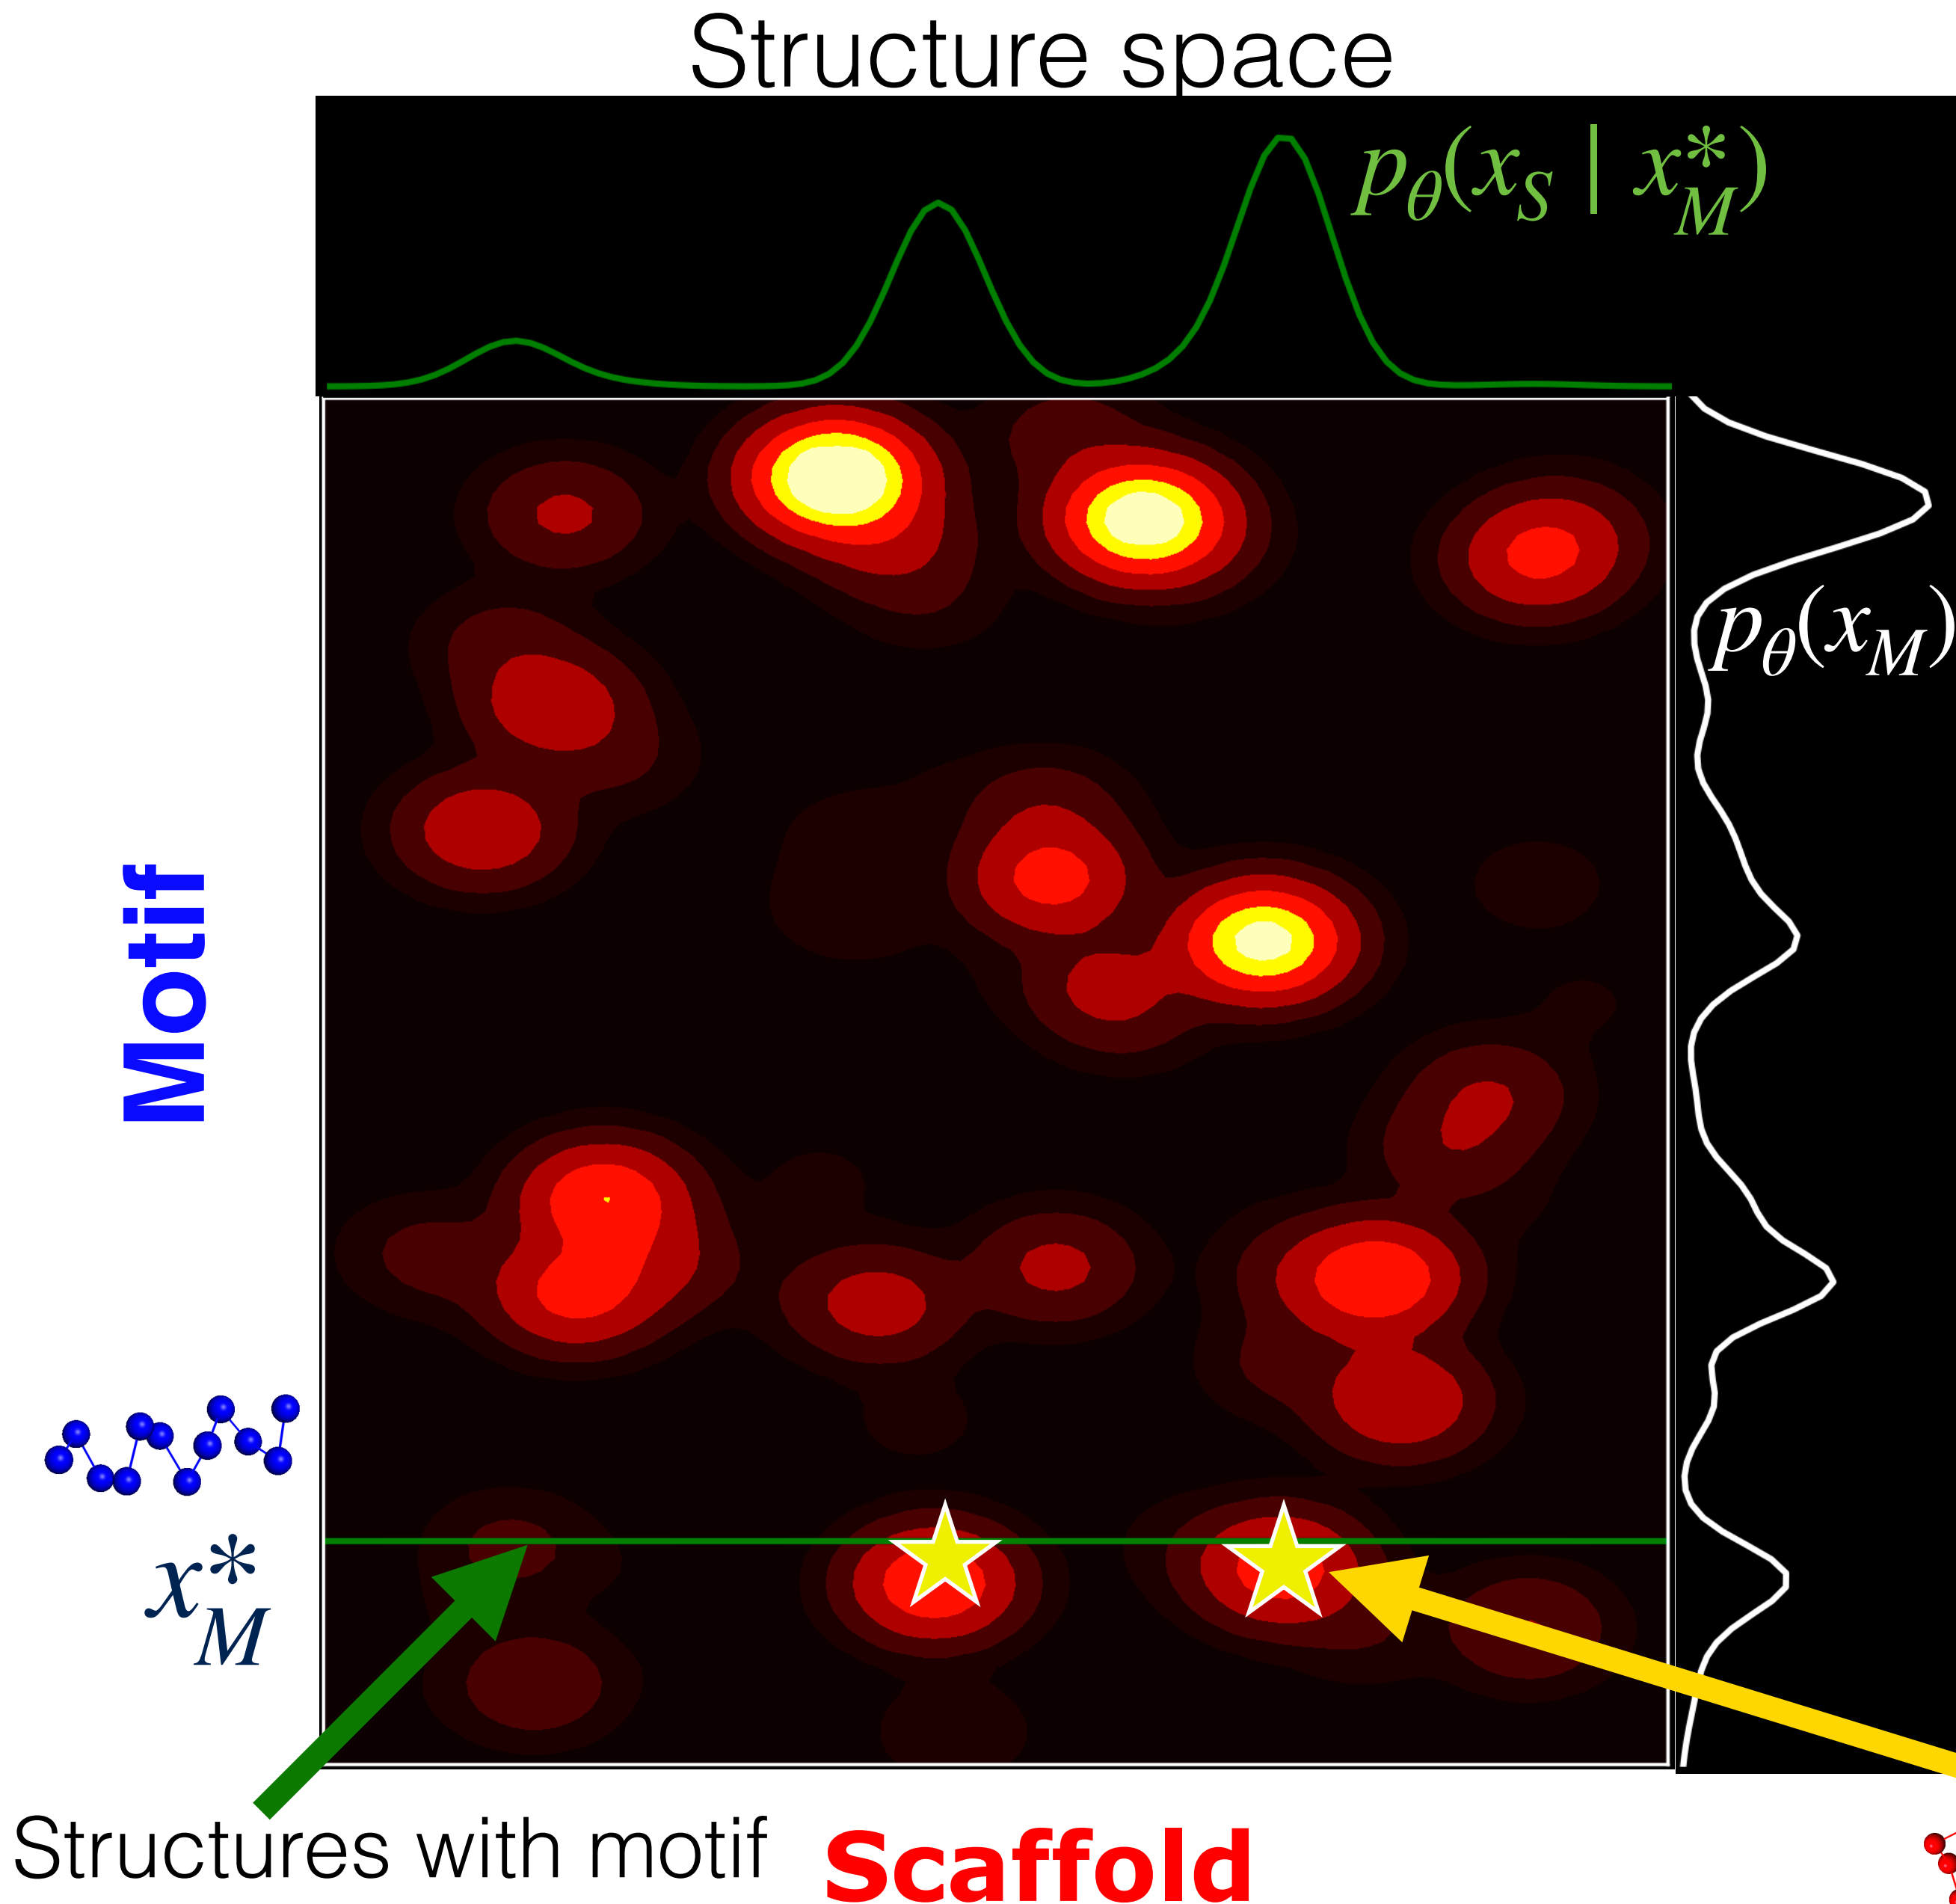 Structure space
pθ(xS | x*M)
pθ(xM)
Motif
x*M
Structures with motif
Scaffold